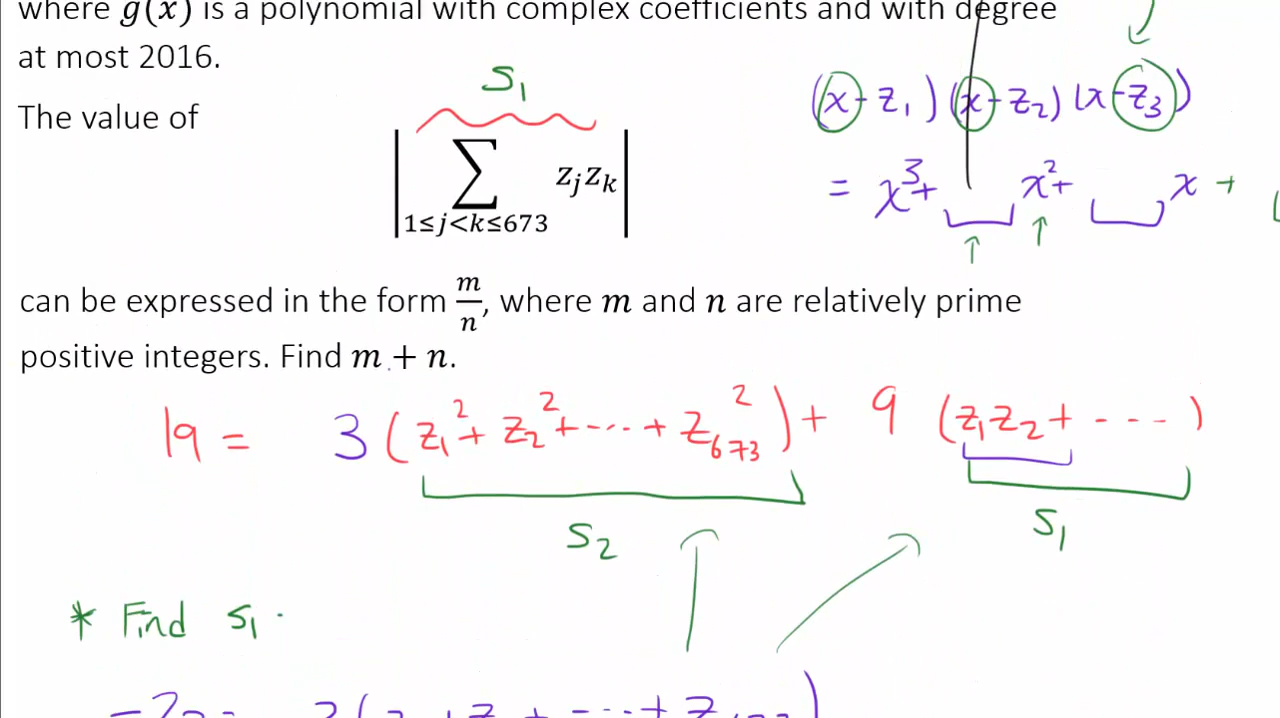 where g(x) is a polynomial with complex coefficients and with degree
at most 2016.
The value of
S₁
|∑ zⱼzₖ|
1≤j<k≤673
(x-z₁)(x-z₂)(x-z₃)
= x³+ x²+ x +
can be expressed in the form m/n, where m and n are relatively prime
positive integers. Find m + n.
19 = 3(z₁²+z₂²+---+z₆₇₃²)+ 9 (z₁z₂+---)
S₂ S₁
* Find S₁.